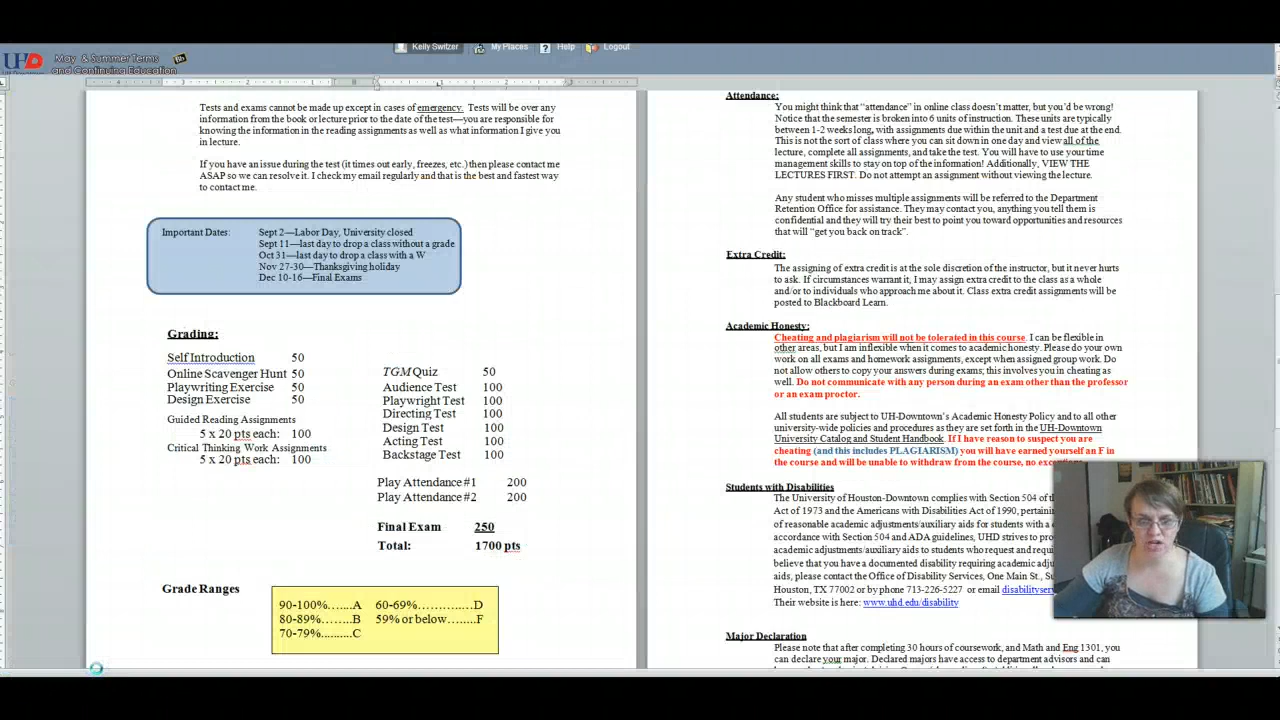 Kelly Switzer My Places Help Logout
UHD May & Summer Terms
and Continuing Education
Tests and exams cannot be made up except in cases of emergency. Tests will be over any
information from the book or lecture prior to the date of the test—you are responsible for
knowing the information in the reading assignments as well as what information I give you
in lecture.
If you have an issue during the test (it times out early, freezes, etc.) then please contact me
ASAP so we can resolve it. I check my email regularly and that is the best and fastest way
to contact me.
Important Dates: Sept 2—Labor Day, University closed
Sept 11—last day to drop a class without a grade
Oct 31—last day to drop a class with a W
Nov 27-30—Thanksgiving holiday
Dec 10-16—Final Exams
Grading:
Self Introduction 50
Online Scavenger Hunt 50
Playwriting Exercise 50
Design Exercise 50
Guided Reading Assignments
5 x 20 pts each: 100
Critical Thinking Work Assignments
5 x 20 pts each: 100
TGM Quiz 50
Audience Test 100
Playwright Test 100
Directing Test 100
Design Test 100
Acting Test 100
Backstage Test 100
Play Attendance #1 200
Play Attendance #2 200
Final Exam 250
Total: 1700 pts
Grade Ranges
90-100%…....A 60-69%……….…..D
80-89%……...B 59% or below…......F
70-79%..........C
Attendance:
You might think that “attendance” in online class doesn’t matter, but you’d be wrong!
Notice that the semester is broken into 6 units of instruction. These units are typically
between 1-2 weeks long, with assignments due within the unit and a test due at the end.
This is not the sort of class where you can sit down in one day and view all of the
lecture, complete all assignments, and take the test. You will have to use your time
management skills to stay on top of the information! Additionally, VIEW THE
LECTURES FIRST. Do not attempt an assignment without viewing the lecture.
Any student who misses multiple assignments will be referred to the Department
Retention Office for assistance. They may contact you, anything you tell them is
confidential and they will try their best to point you toward opportunities and resources
that will “get you back on track”.
Extra Credit:
The assigning of extra credit is at the sole discretion of the instructor, but it never hurts
to ask. If circumstances warrant it, I may assign extra credit to the class as a whole
and/or to individuals who approach me about it. Class extra credit assignments will be
posted to Blackboard Learn.
Academic Honesty:
Cheating and plagiarism will not be tolerated in this course. I can be flexible in
other areas, but I am inflexible when it comes to academic honesty. Please do your own
work on all exams and homework assignments, except when assigned group work. Do
not allow others to copy your answers during exams; this involves you in cheating as
well. Do not communicate with any person during an exam other than the professor
or an exam proctor.
All students are subject to UH-Downtown’s Academic Honesty Policy and to all other
university-wide policies and procedures as they are set forth in the UH-Downtown
University Catalog and Student Handbook. If I have reason to suspect you are
cheating (and this includes PLAGIARISM) you will have earned yourself an F in
the course and will be unable to withdraw from the course, no exceptions.
Students with Disabilities
The University of Houston-Downtown complies with Section 504 of
Act of 1973 and the Americans with Disabilities Act of 1990,
of reasonable academic adjustments/auxiliary aids for students with a
accordance with Section 504 and ADA guidelines, UHD strives to
academic adjustments/auxiliary aids to students who request and
believe that you have a documented disability requiring academic
aids, please contact the Office of Disability Services, One Main St.,
Houston, TX 77002 or by phone 713-226-5227 or email
Their website is here: www.uhd.edu/disability
Major Declaration
Please note that after completing 30 hours of coursework, and Math and Eng 1301, you
can declare your major. Declared majors have access to department advisors and can